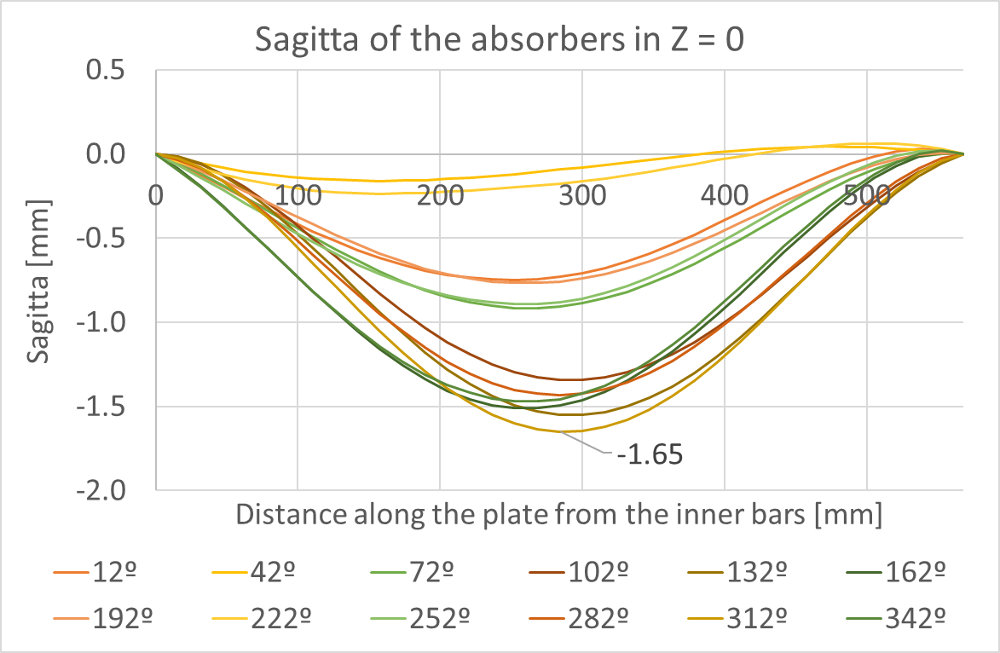 Sagitta of the absorbers in Z = 0
0.5
0.0
0 100 200 300 400 500
-0.5
-1.0
-1.5
-1.65
-2.0
Sagitta [mm]
Distance along the plate from the inner bars [mm]
12º 42º 72º 102º 132º 162º
192º 222º 252º 282º 312º 342º